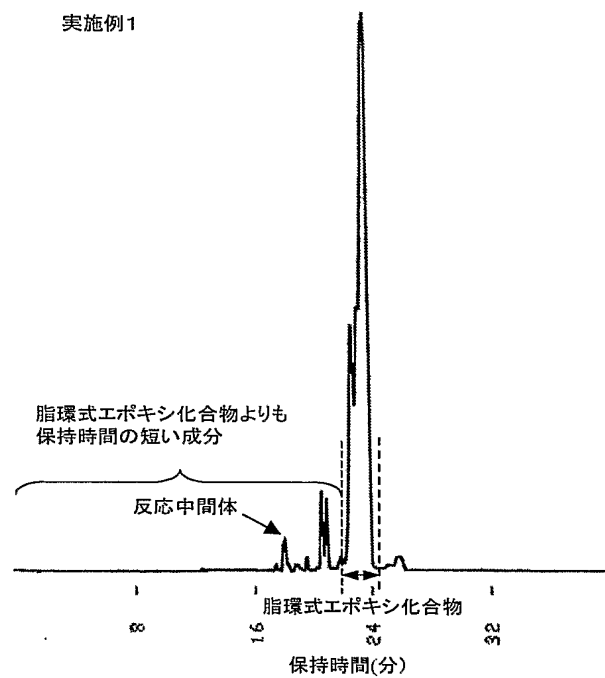 実施例1
脂環式エポキシ化合物よりも
保持時間の短い成分
反応中間体
脂環式エポキシ化合物
8
16
24
32
保持時間(分)